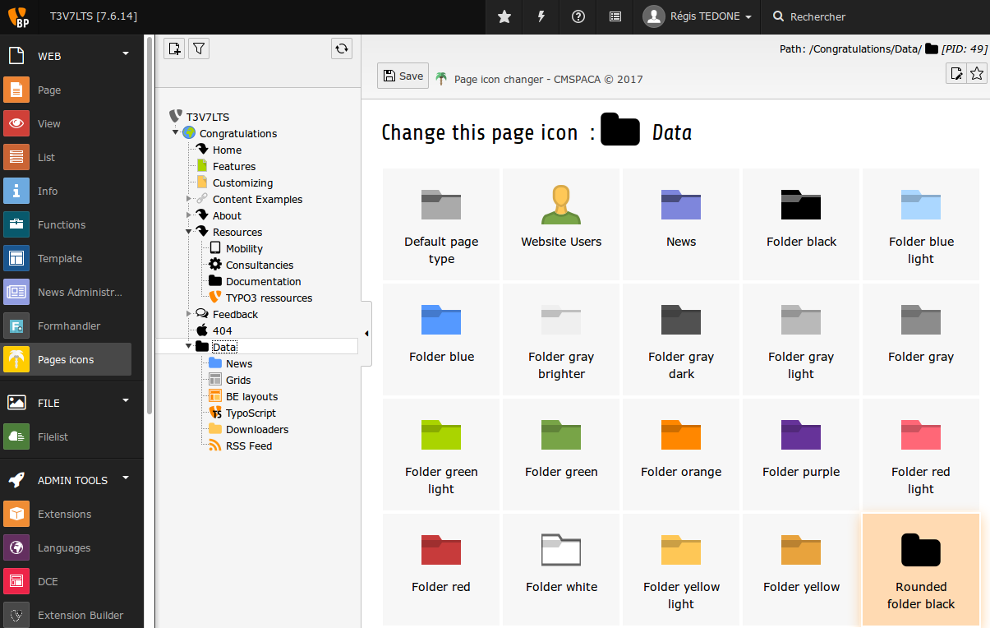 BP T3V7LTS [7.6.14]
Régis TEDONE
Rechercher
WEB
Page
View
List
Info
Functions
Template
News Administr...
Formhandler
Pages icons
FILE
Filelist
ADMIN TOOLS
Extensions
Languages
DCE
Extension Builder
T3V7LTS
Congratulations
Home
Features
Customizing
Content Examples
About
Resources
Mobility
Consultancies
Documentation
TYPO3 ressources
Feedback
404
Data
News
Grids
BE layouts
TS TypoScript
Downloaders
RSS Feed
Path: /Congratulations/Data/ [PID: 49]
Save
Page icon changer - CMSPACA © 2017
Change this page icon : Data
Default page
type
Website Users
News
Folder black
Folder blue
light
Folder blue
Folder gray
brighter
Folder gray
dark
Folder gray
light
Folder gray
Folder green
light
Folder green
Folder orange
Folder purple
Folder red
light
Folder red
Folder white
Folder yellow
light
Folder yellow
Rounded
folder black